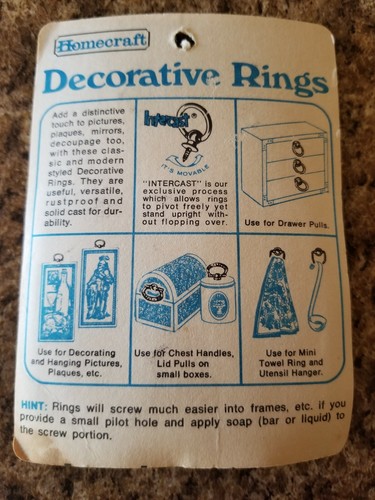 Homecraft
Decorative Rings
Add a distinctive
touch to pictures,
plaques, mirrors,
decoupage too,
with these clas-
sic and modern
styled Decorative
Rings. They are
useful, versatile,
rustproof and
solid cast for dur-
ability.
Intercast®
IT'S MOVABLE
"INTERCAST" is our
exclusive process
which allows rings
to pivot freely yet
stand upright with-
out flopping over.
Use for Drawer Pulls.
Use for Decorating
and Hanging Pictures,
Plaques, etc.
Use for Chest Handles,
Lid Pulls on
small boxes.
Use for Mini
Towel Ring and
Utensil Hanger.
HINT: Rings will screw much easier into frames, etc. if you
provide a small pilot hole and apply soap (bar or liquid) to
the screw portion.